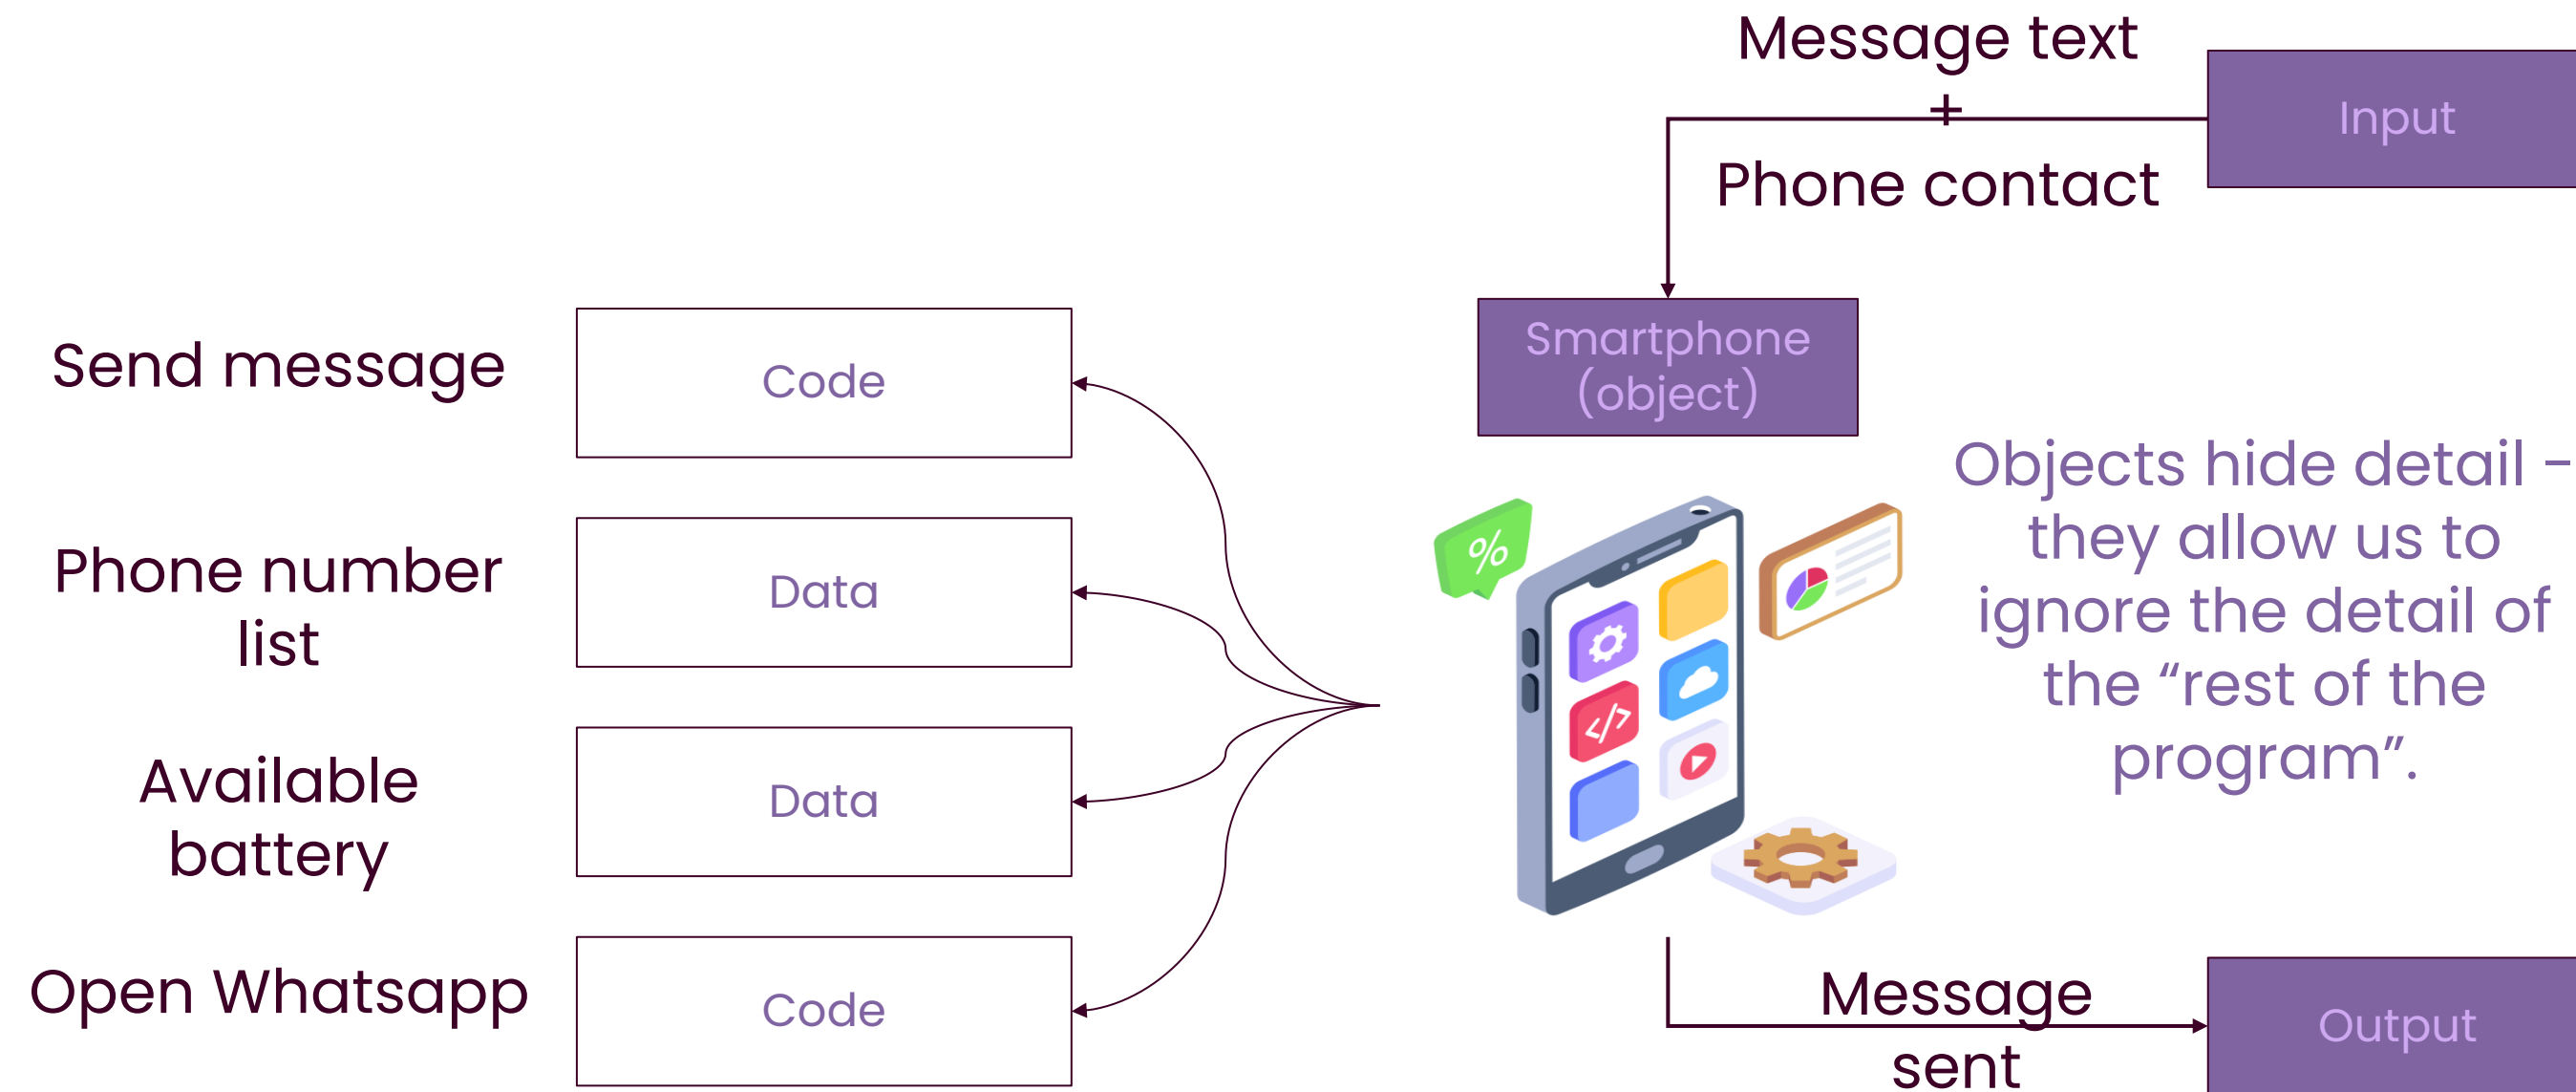 Message text
+
Phone contact
Input
Smartphone
(object)
Send message
Code
Phone number
list
Data
Available
battery
Data
Open Whatsapp
Code
%
</>
Objects hide detail -
they allow us to
ignore the detail of
the “rest of the
program”.
Message
sent
Output